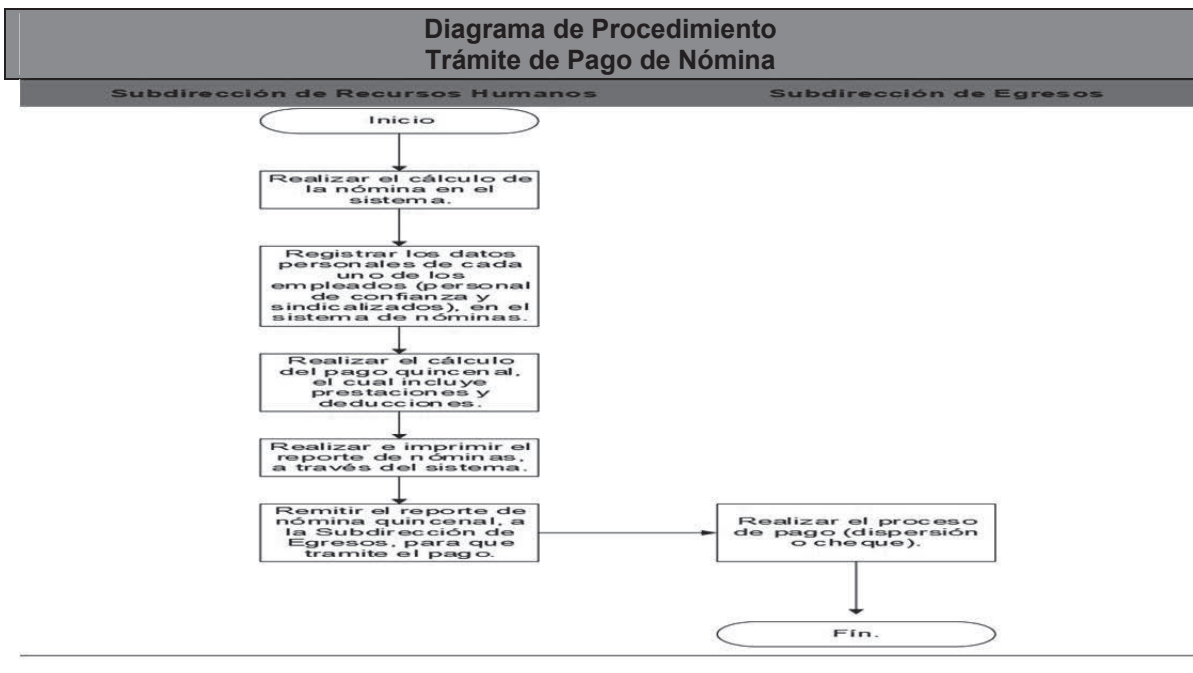 Diagrama de Procedimiento
Trámite de Pago de Nómina
Subdirección de Recursos Humanos
Subdirección de Egresos
Inicio
Realizar el cálculo de
la nómina en el
sistema.
Registrar los datos
personales de cada
uno de los
empleados (personal
de confianza y
sindicalizados), en el
sistema de nóminas.
Realizar el cálculo
del pago quincenal,
el cual incluye
prestaciones y
deducciones.
Realizar e imprimir el
reporte de nóminas,
a través del sistema.
Remitir el reporte de
nómina quincenal, a
la Subdirección de
Egresos, para que
tramite el pago.
Realizar el proceso
de pago (dispersión
o cheque).
Fín.